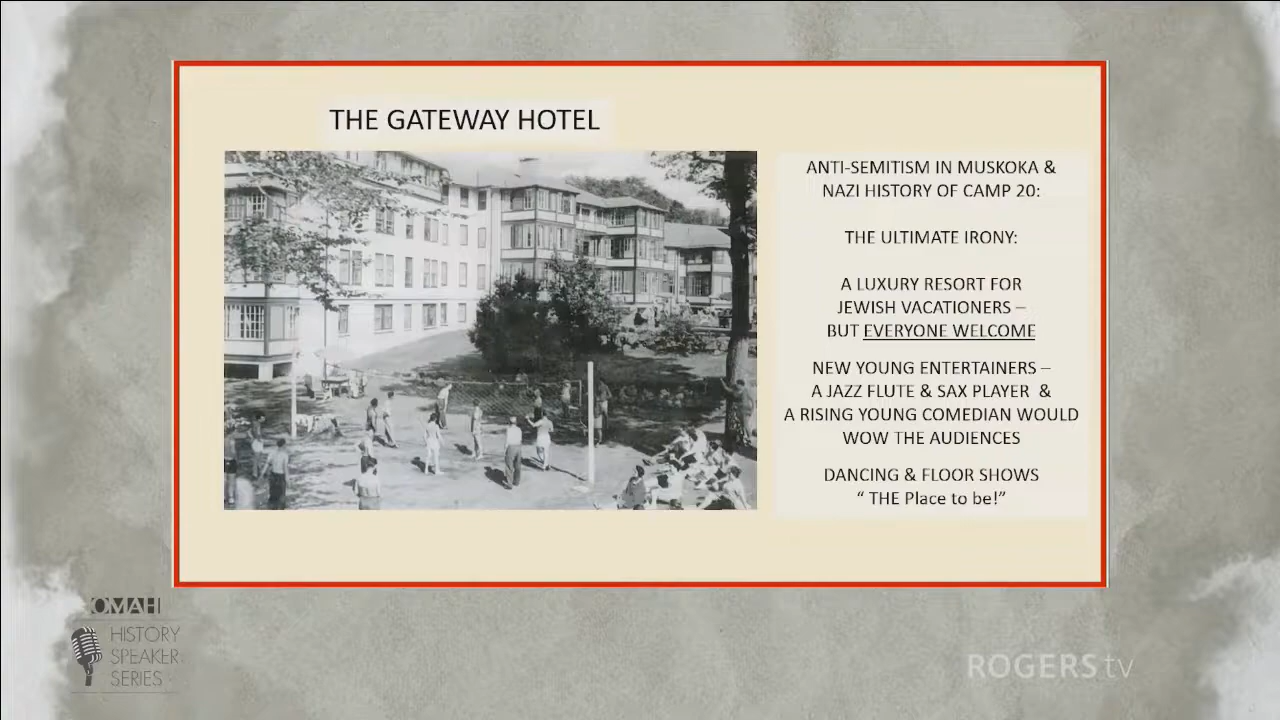 THE GATEWAY HOTEL
ANTI-SEMITISM IN MUSKOKA &
NAZI HISTORY OF CAMP 20:
THE ULTIMATE IRONY:
A LUXURY RESORT FOR
JEWISH VACATIONERS –
BUT EVERYONE WELCOME
NEW YOUNG ENTERTAINERS –
A JAZZ FLUTE & SAX PLAYER &
A RISING YOUNG COMEDIAN WOULD
WOW THE AUDIENCES
DANCING & FLOOR SHOWS
“ THE Place to be!”
OMAH
HISTORY
SPEAKER
SERIES
ROGERS tv